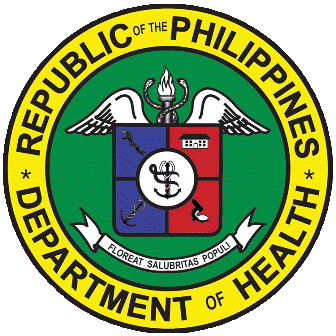 REPUBLIC OF THE PHILIPPINES
FLOREAT SALUBRITAS POPULI
* DEPARTMENT OF HEALTH *